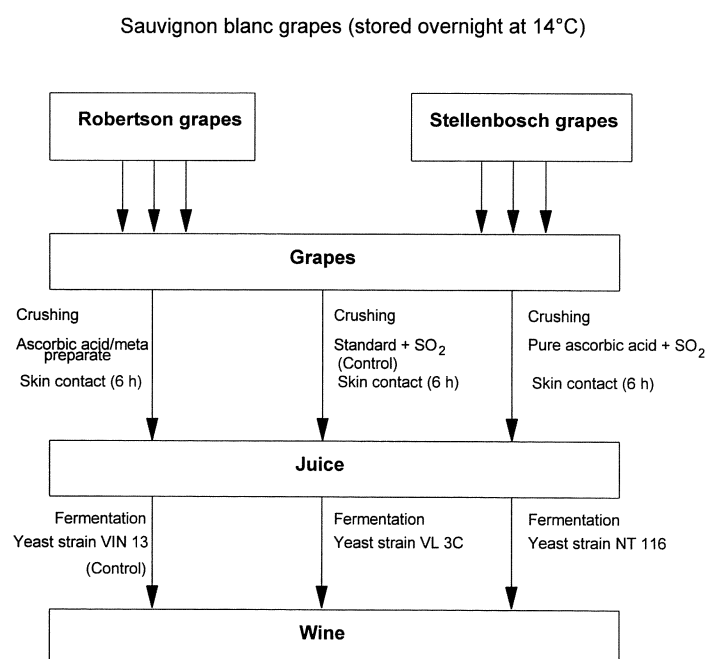 Sauvignon blanc grapes (stored overnight at 14°C)
Robertson grapes
Stellenbosch grapes
Grapes
Crushing
Ascorbic acid/meta
preparate
Skin contact (6 h)
Crushing
Standard + SO₂
(Control)
Skin contact (6 h)
Crushing
Pure ascorbic acid + SO₂
Skin contact (6 h)
Juice
Fermentation
Yeast strain VIN 13
(Control)
Fermentation
Yeast strain VL 3C
Fermentation
Yeast strain NT 116
Wine